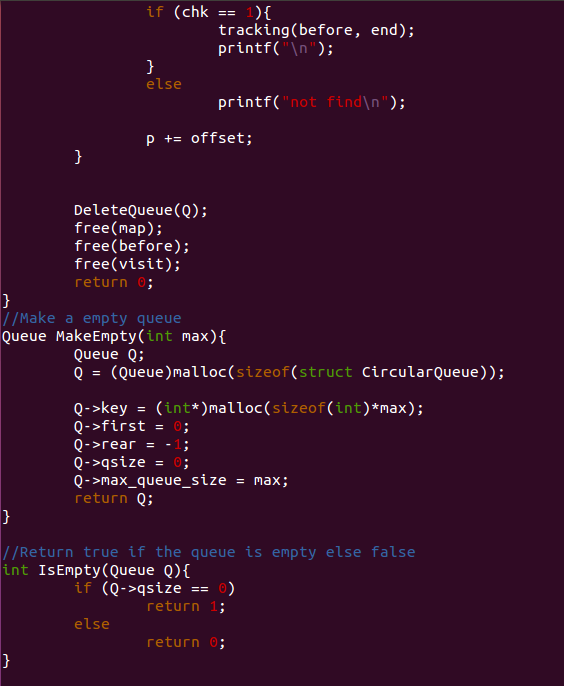 if (chk == 1){
                        tracking(before, end);
                        printf("\n");
                }
                else
                        printf("not find\n");

                p += offset;
        }


        DeleteQueue(Q);
        free(map);
        free(before);
        free(visit);
        return 0;
}
//Make a empty queue
Queue MakeEmpty(int max){
        Queue Q;
        Q = (Queue)malloc(sizeof(struct CircularQueue));

        Q->key = (int*)malloc(sizeof(int)*max);
        Q->first = 0;
        Q->rear = -1;
        Q->qsize = 0;
        Q->max_queue_size = max;
        return Q;
}

//Return true if the queue is empty else false
int IsEmpty(Queue Q){
        if (Q->qsize == 0)
                return 1;
        else
                return 0;
}